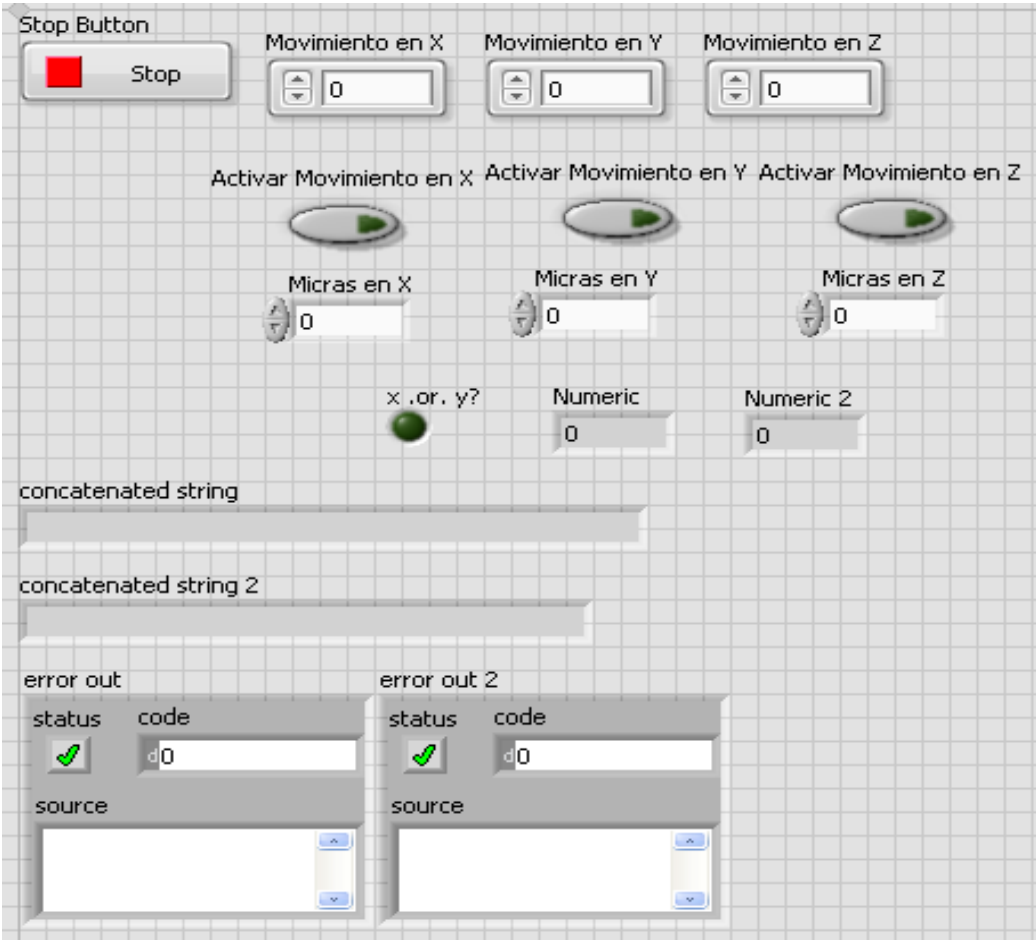 Stop Button
Stop
Movimiento en X
Movimiento en Y
Movimiento en Z
0
0
0
Activar Movimiento en X
Activar Movimiento en Y
Activar Movimiento en Z
Micras en X
Micras en Y
Micras en Z
0
0
0
x .or. y?
Numeric
Numeric 2
0
0
concatenated string
concatenated string 2
error out
status
code
d0
source
error out 2
status
code
d0
source